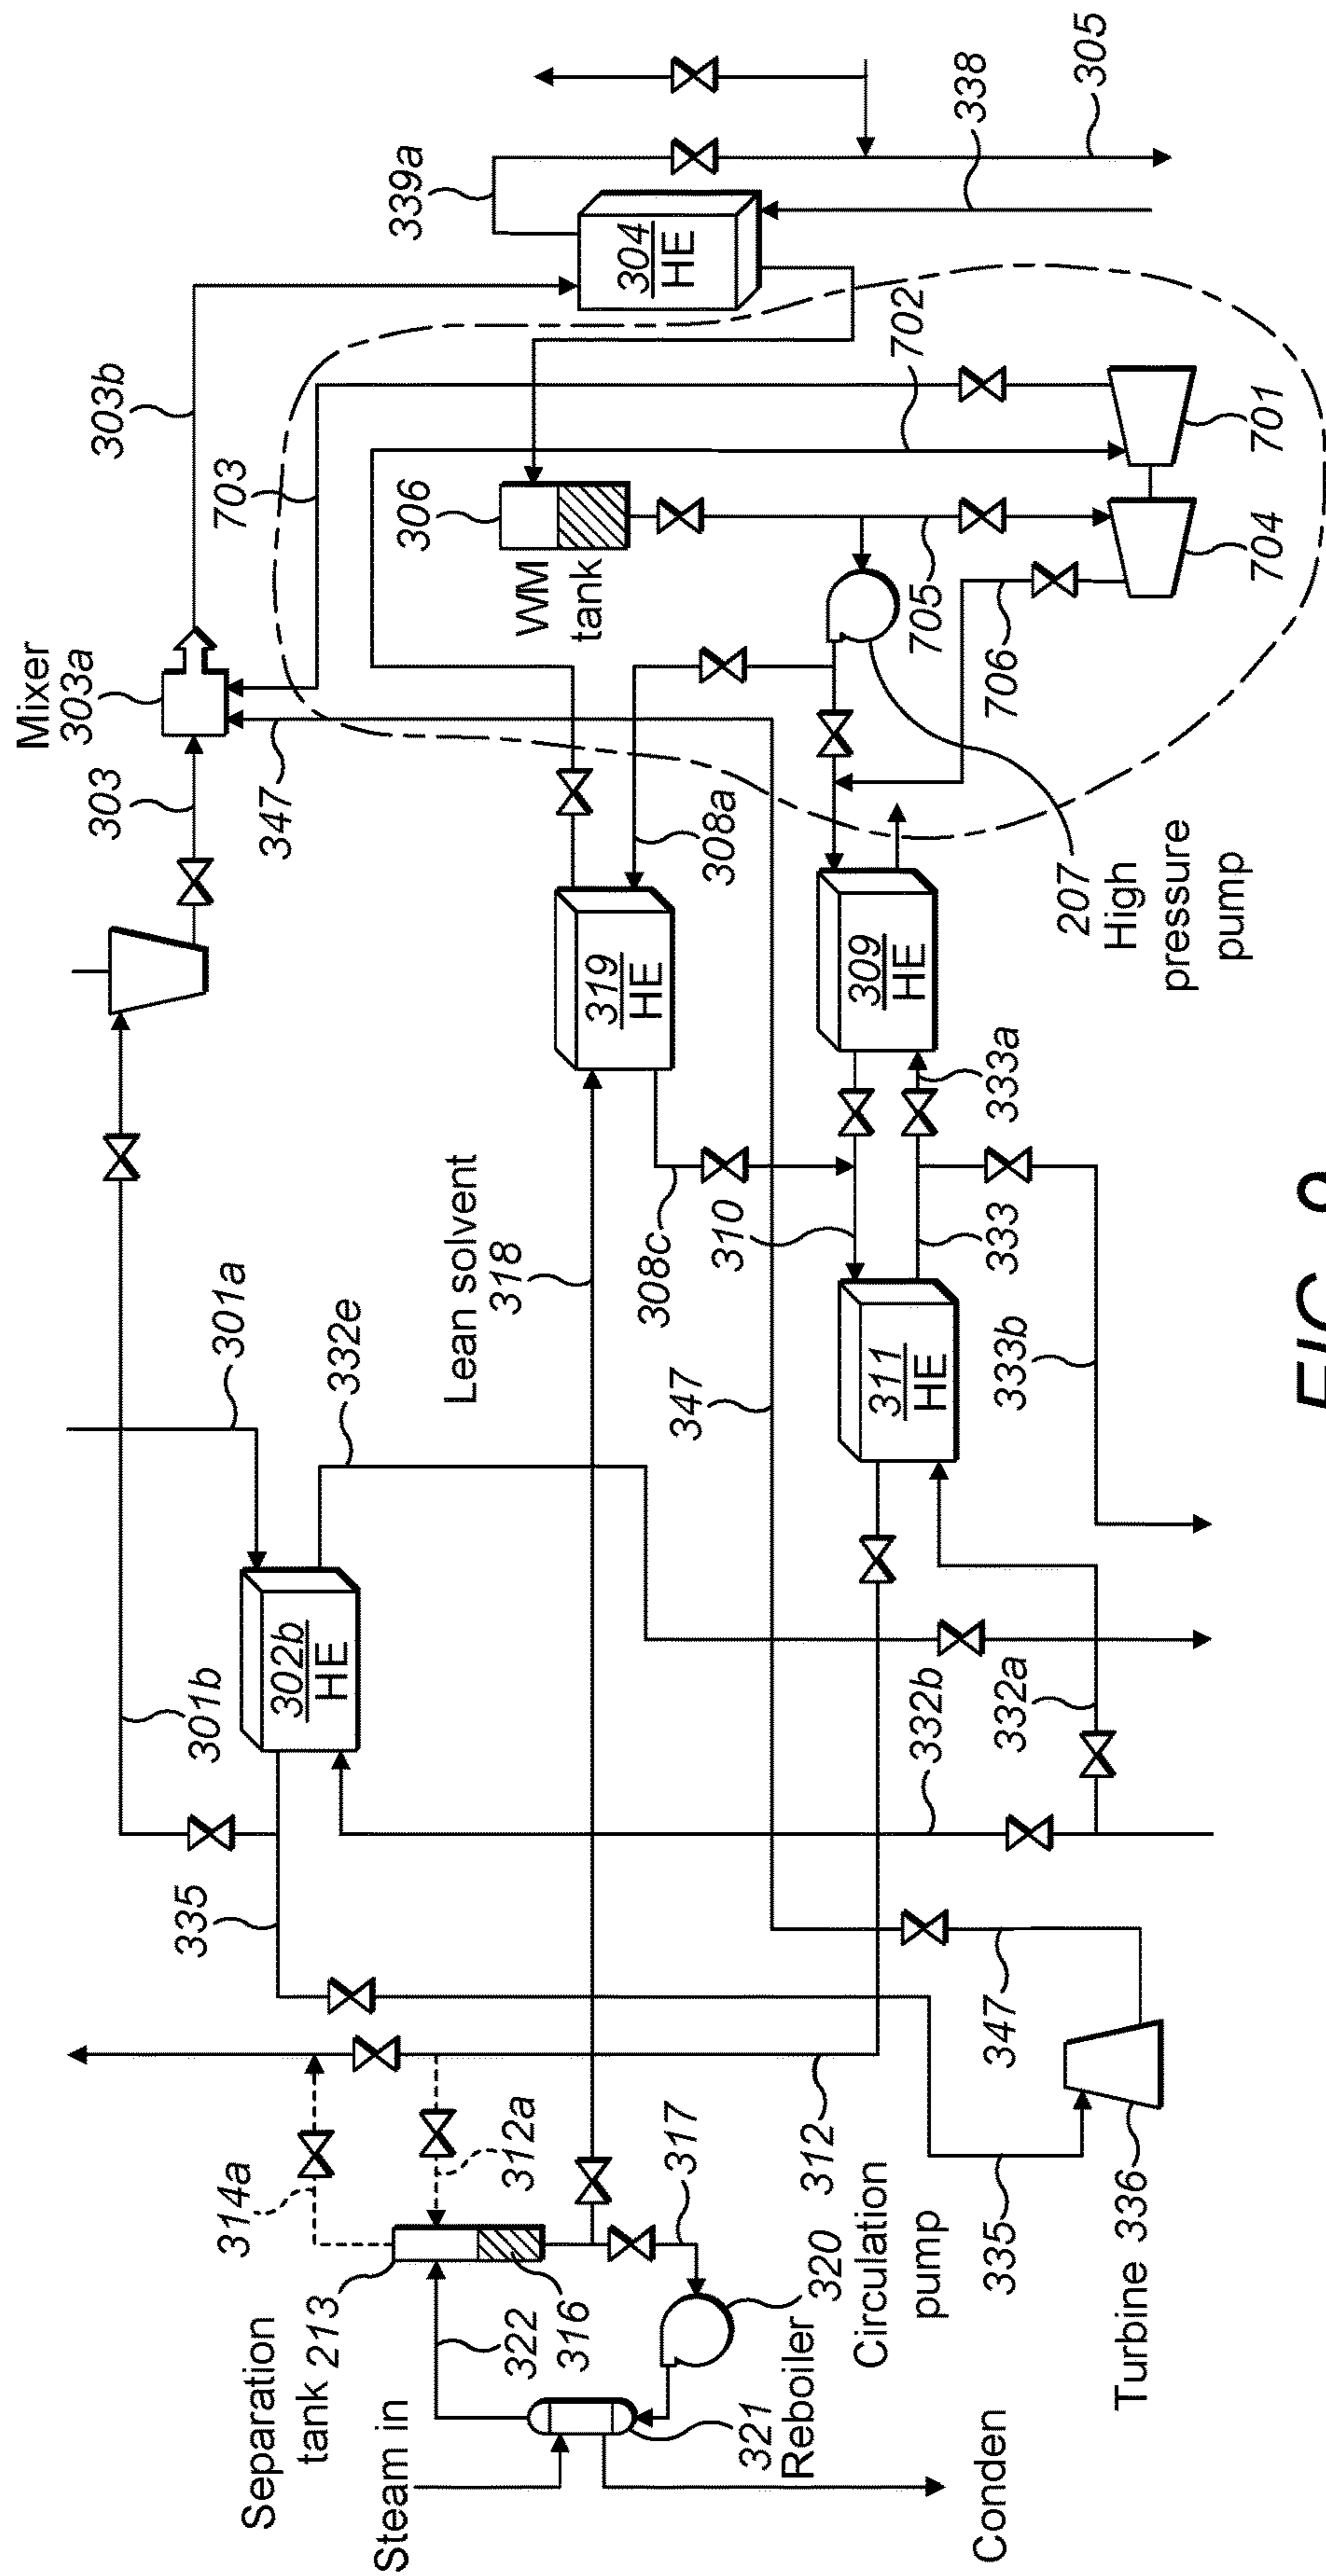 Separation
tank 213
Steam in
314a
322
316
312a
317
320
Circulation
pump
321
Reboiler
Conden
312
335
Turbine 336
347
335
301b
302b
HE
332b
332a
301a
332e
Lean solvent
318
347
308c
310
311
HE
333b
333
333a
319
HE
309
HE
308a
303
347
Mixer
303a
703
303b
306
WM
tank
705
706
702
704
701
207
High
pressure
pump
304
HE
339a
338
305